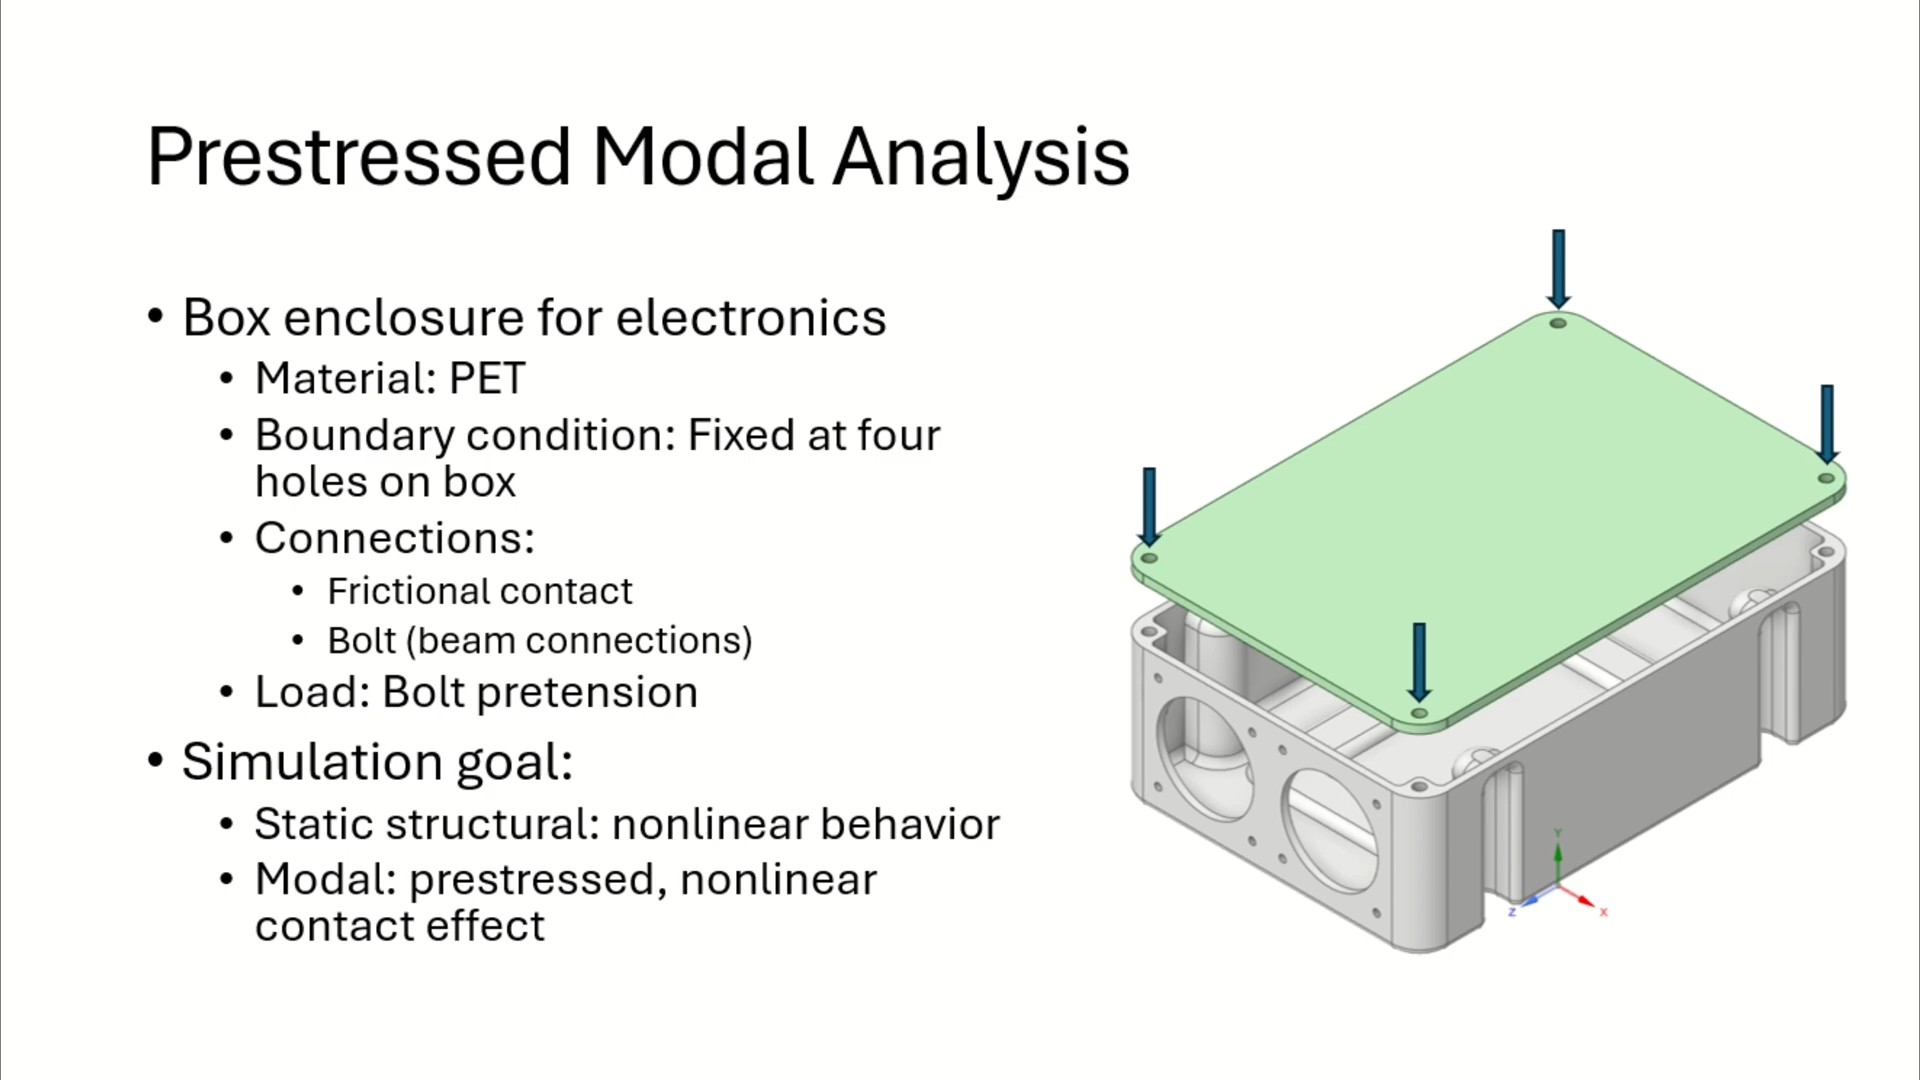 Prestressed Modal Analysis
• Box enclosure for electronics
• Material: PET
• Boundary condition: Fixed at four
holes on box
• Connections:
• Frictional contact
• Bolt (beam connections)
• Load: Bolt pretension
• Simulation goal:
• Static structural: nonlinear behavior
• Modal: prestressed, nonlinear
contact effect
Y
Z
X